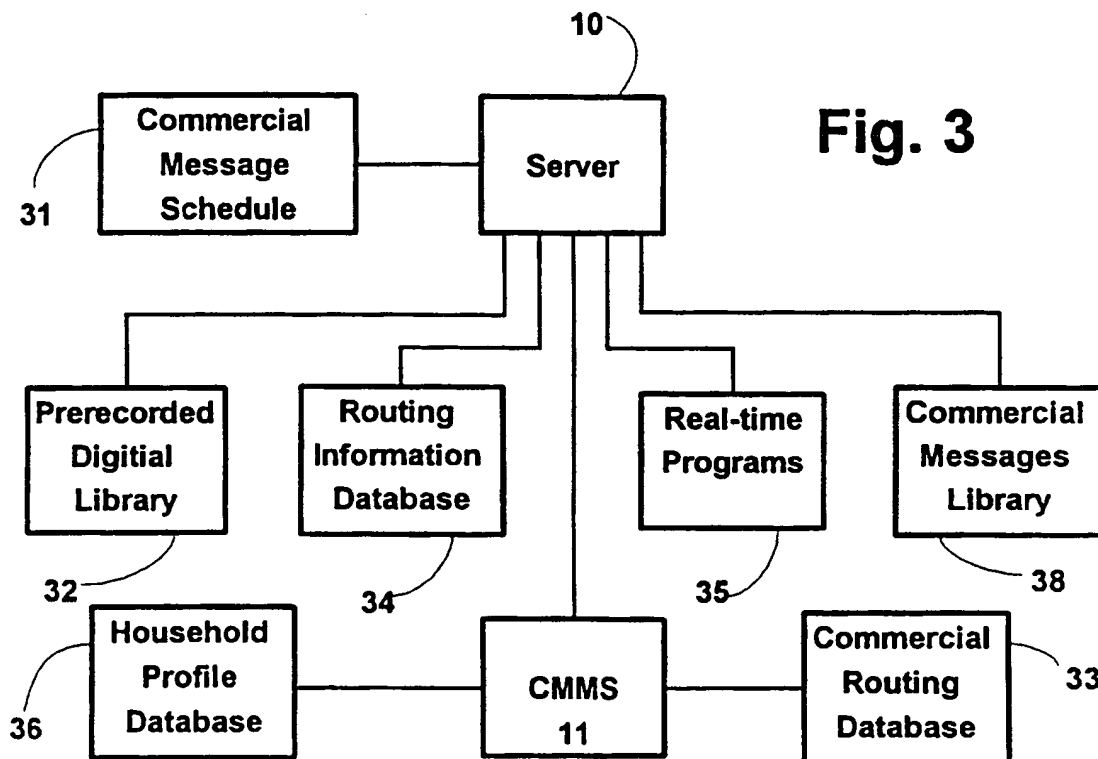 10
Fig. 3
Commercial
Message
Schedule
31
Server
Prerecorded
Digitial
Library
32
Routing
Information
Database
34
Real-time
Programs
35
Commercial
Messages
Library
38
Household
Profile
Database
36
CMMS
11
Commercial
Routing
Database
33